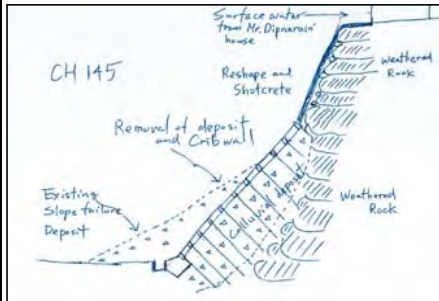 Surface water
from Mr. Dipnarain'
house
CH 145
Reshape and
Shotcrete
Weathered
Rock
Removal of deposit
and Cribwall
Existing
Slope failure
Deposit
Colluvial deposit
Weathered
Rock